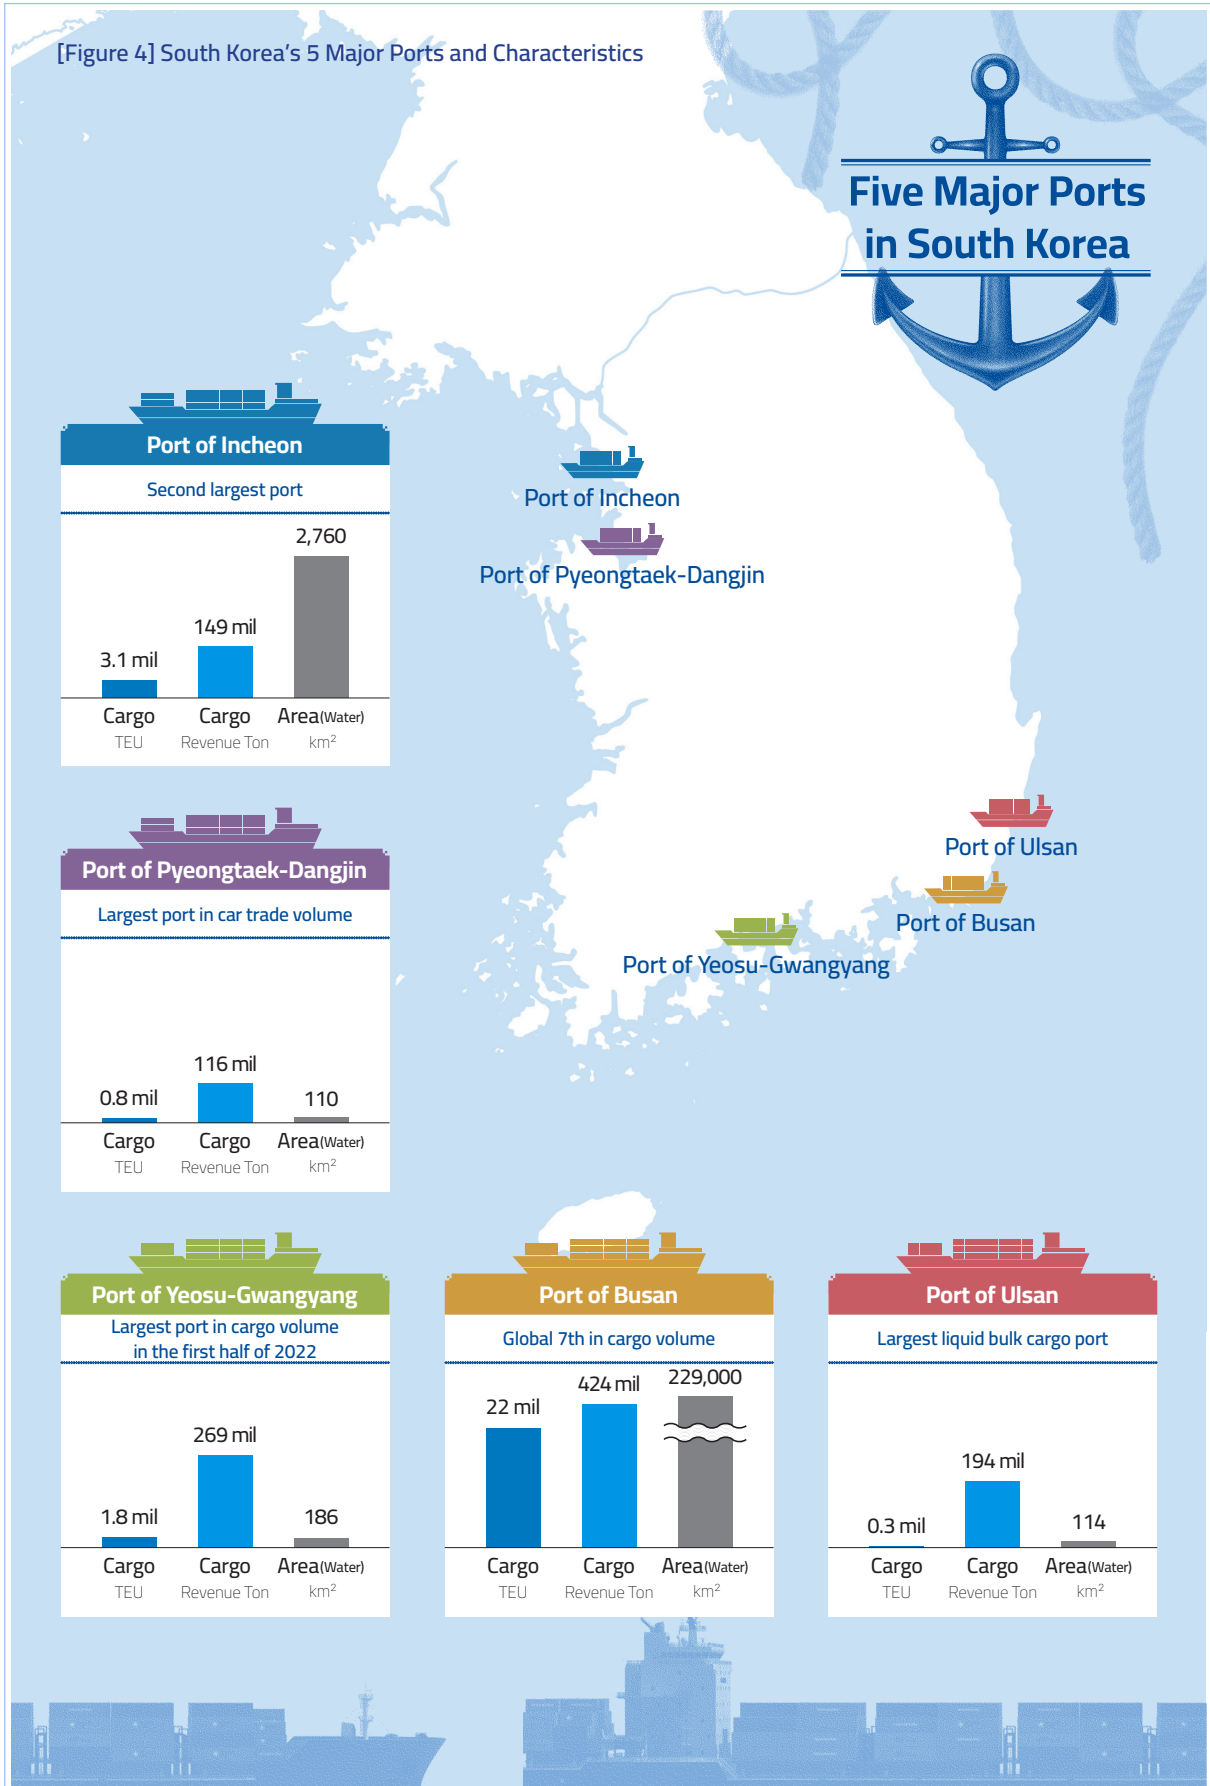 [Figure 4] South Korea's 5 Major Ports and Characteristics
Five Major Ports
in South Korea
Port of Incheon
Second largest port
2,760
149 mil
3.1 mil
Cargo Cargo Area(Water)
TEU Revenue Ton km²
Port of Incheon
Port of Pyeongtaek-Dangjin
Port of Ulsan
Port of Busan
Port of Yeosu-Gwangyang
Port of Pyeongtaek-Dangjin
Largest port in car trade volume
116 mil
0.8 mil 110
Cargo Cargo Area(Water)
TEU Revenue Ton km²
Port of Yeosu-Gwangyang
Largest port in cargo volume
in the first half of 2022
269 mil
1.8 mil 186
Cargo Cargo Area(Water)
TEU Revenue Ton km²
Port of Busan
Global 7th in cargo volume
229,000
424 mil
22 mil
Cargo Cargo Area(Water)
TEU Revenue Ton km²
Port of Ulsan
Largest liquid bulk cargo port
194 mil
0.3 mil 114
Cargo Cargo Area(Water)
TEU Revenue Ton km²